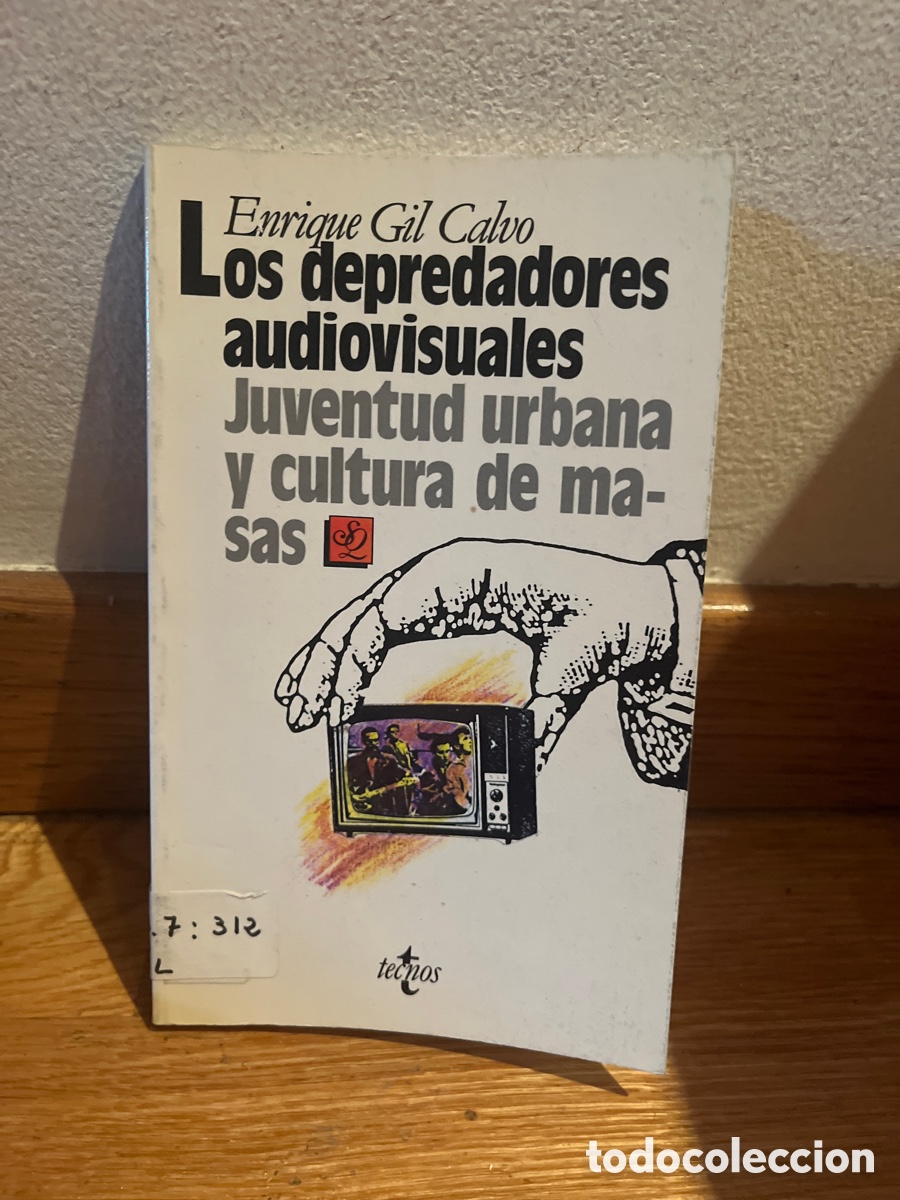 Enrique Gil Calvo
Los depredadores
audiovisuales
Juventud urbana
y cultura de ma-
sas
.7 : 312
L
tecnos
todocoleccion